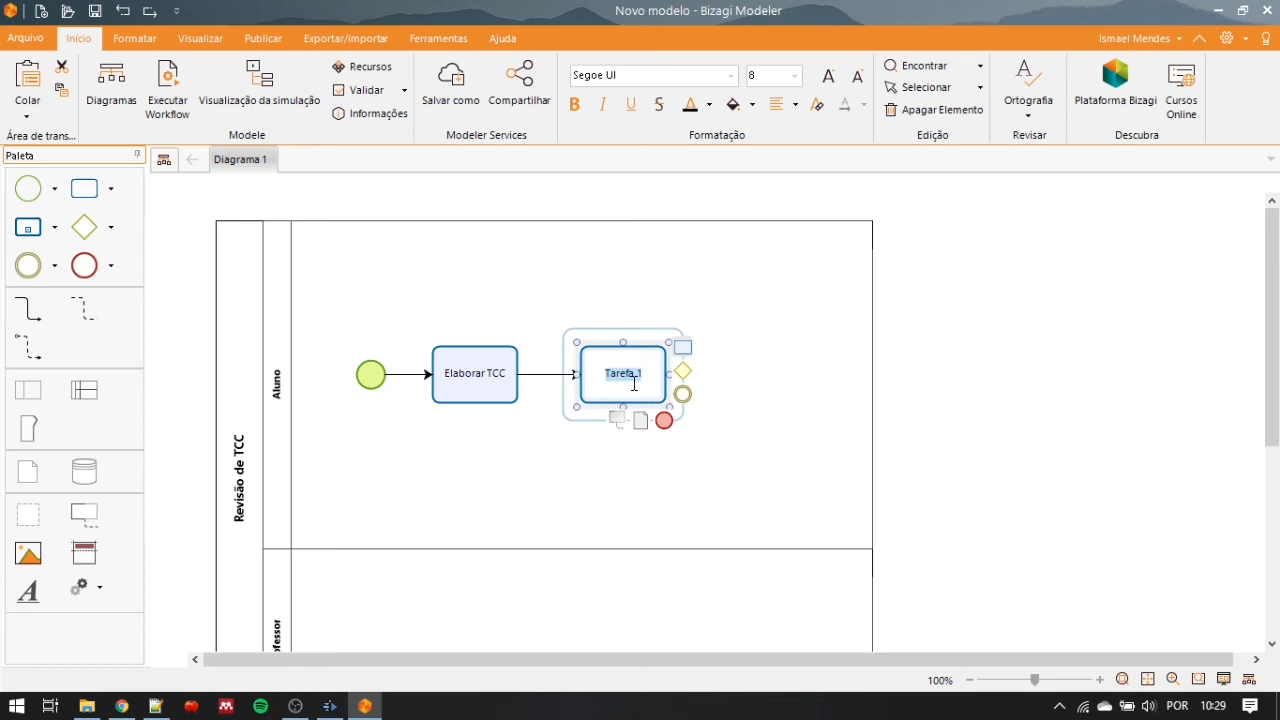 Novo modelo - Bizagi Modeler
Arquivo
Início
Formatar
Visualizar
Publicar
Exportar/importar
Ferramentas
Ajuda
Ismael Mendes
Colar
Área de trans...
Diagramas
Executar
Workflow
Visualização da simulação
Recursos
Validar
Informações
Modele
Salvar como
Compartilhar
Modeler Services
Segoe UI
8
Formatação
Encontrar
Selecionar
Apagar Elemento
Edição
Ortografia
Revisar
Plataforma Bizagi
Cursos
Online
Descubra
Paleta
Diagrama 1
Revisão de TCC
Aluno
Elaborar TCC
Tarefa 1
ofessor
100%
POR
10:29